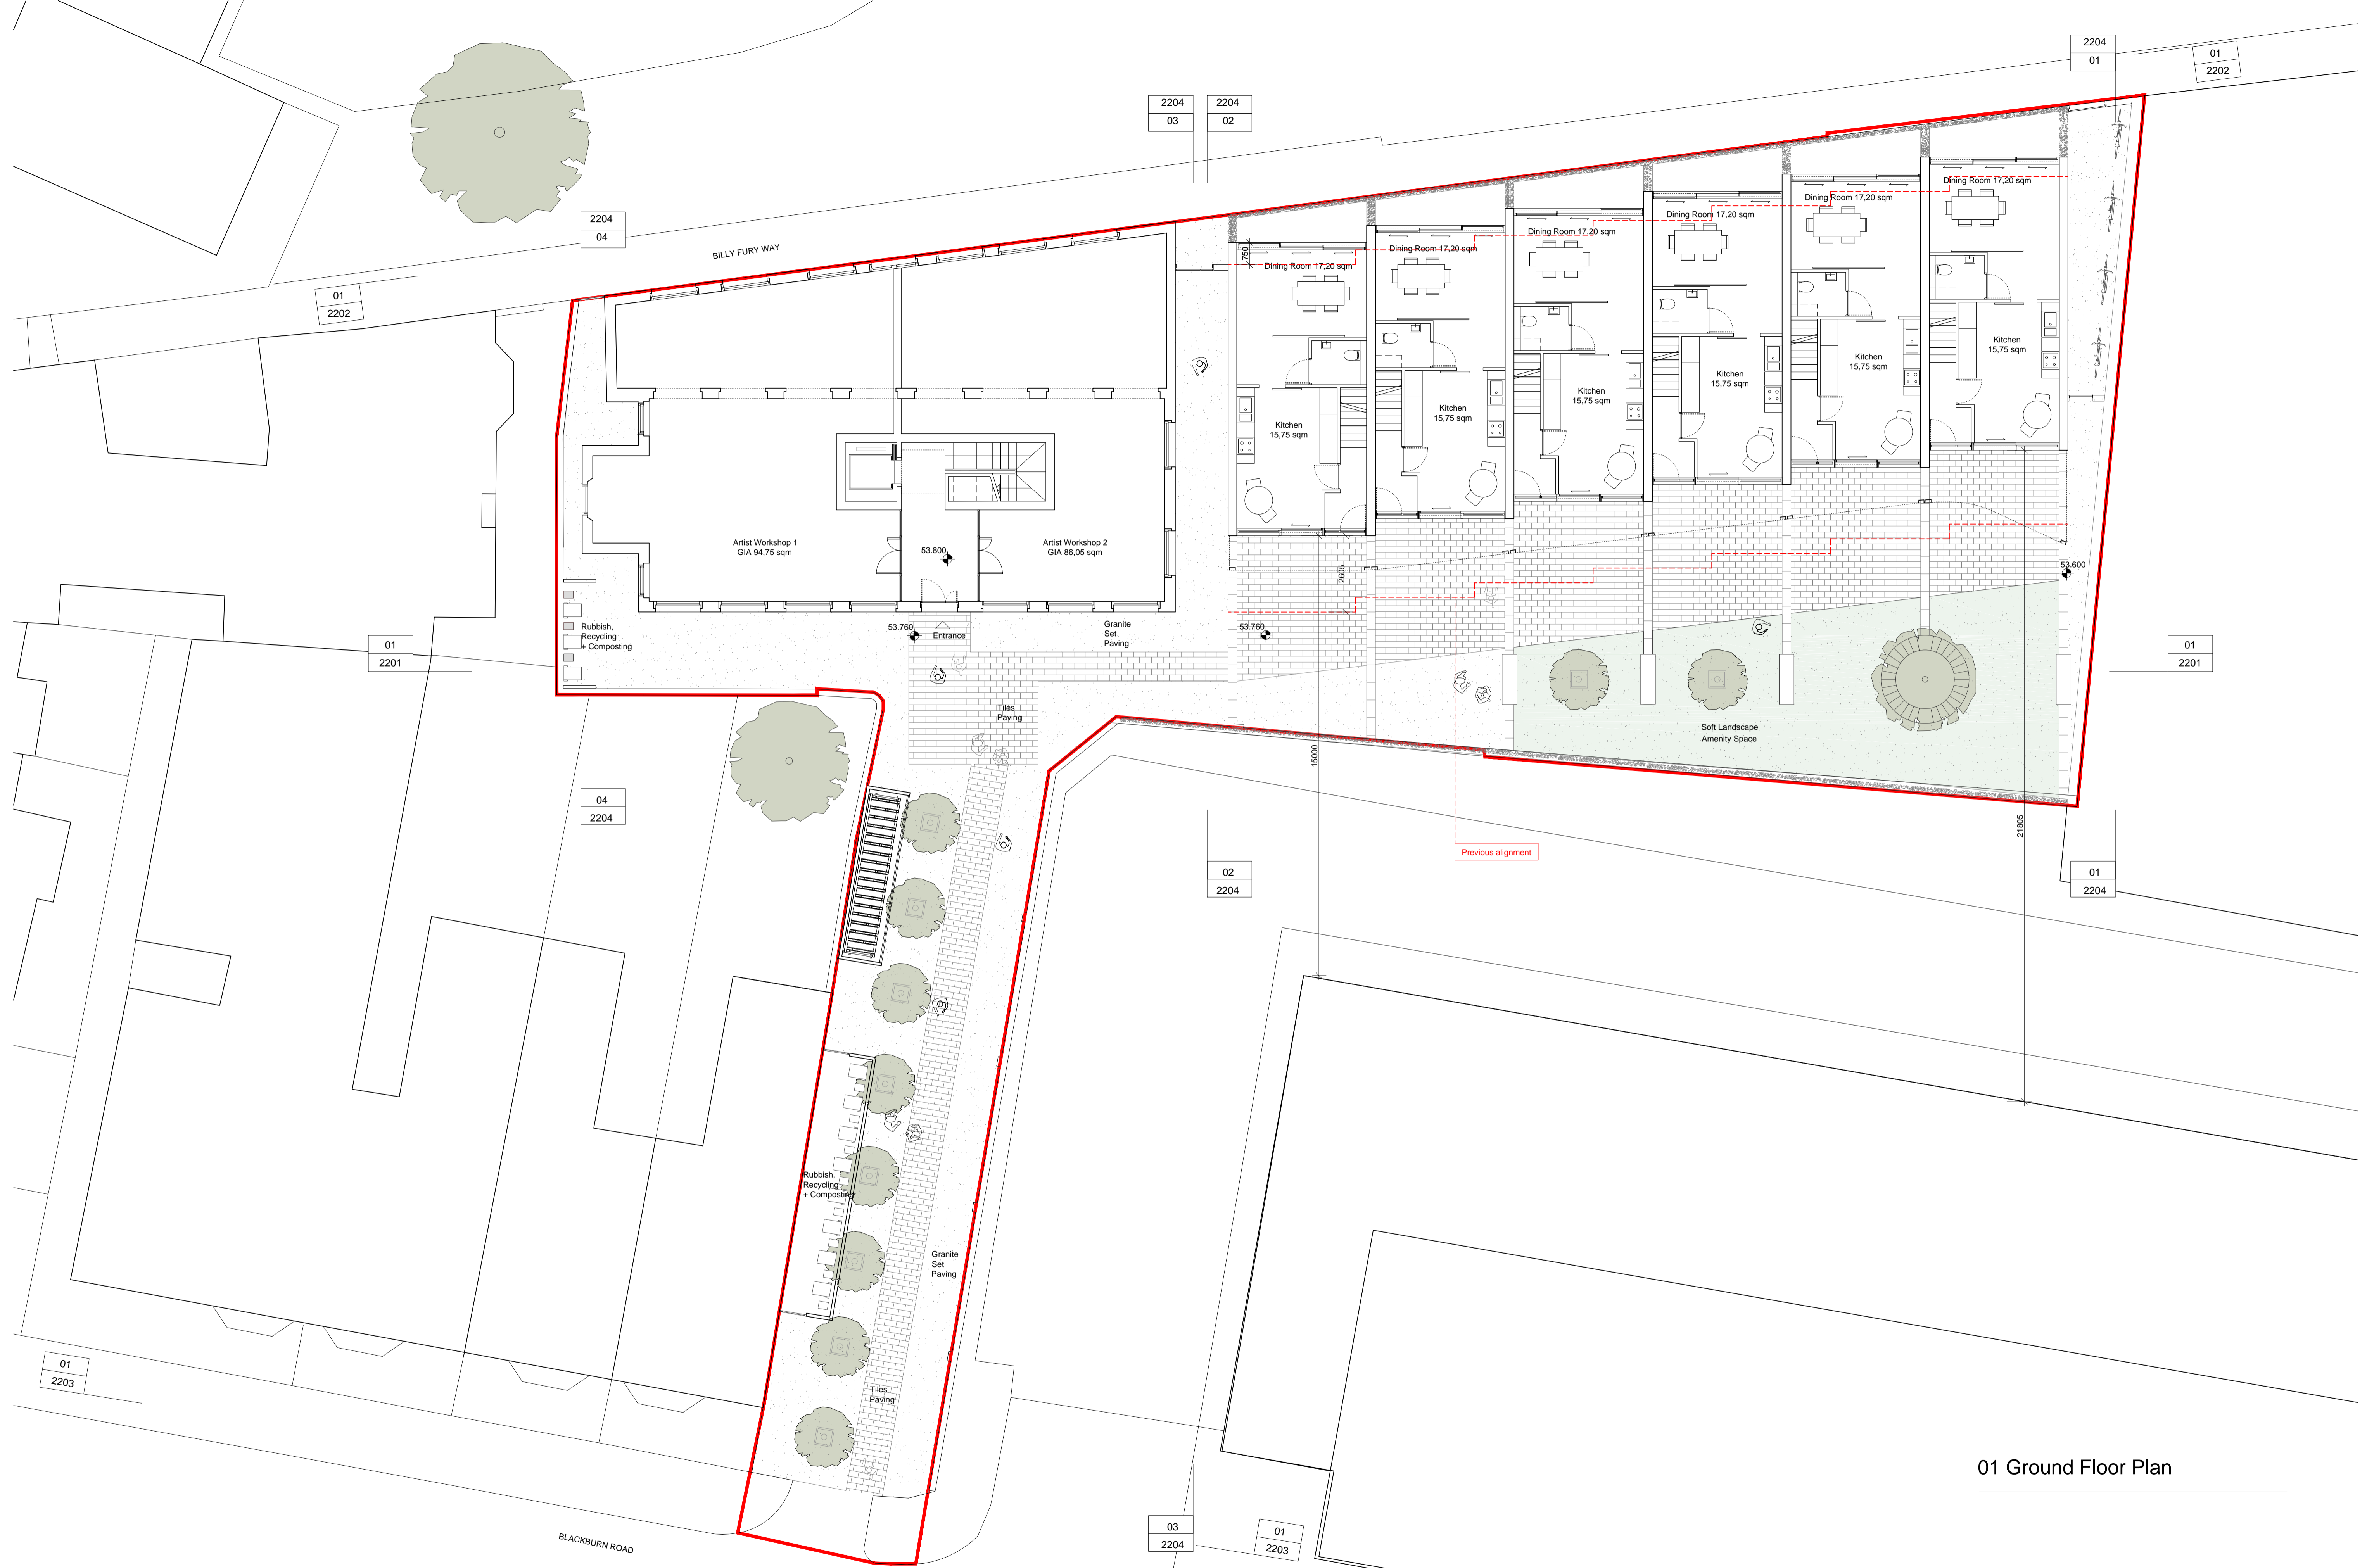 2204
01
01
2202
2204
03
2204
02
2204
04
BILLY FURY WAY
01
2202
750
Dining Room 17,20 sqm
Dining Room 17,20 sqm
Dining Room 17,20 sqm
Dining Room 17,20 sqm
Dining Room 17,20 sqm
Dining Room 17,20 sqm
Kitchen
15,75 sqm
Kitchen
15,75 sqm
Kitchen
15,75 sqm
Kitchen
15,75 sqm
Kitchen
15,75 sqm
Kitchen
15,75 sqm
Artist Workshop 1
GIA 94,75 sqm
53.800
Artist Workshop 2
GIA 86,05 sqm
2605
53.600
Rubbish,
Recycling
+ Composting
53.760
Entrance
Granite
Set
Paving
53.760
01
2201
01
2201
Tiles
Paving
Soft Landscape
Amenity Space
15000
21805
04
2204
Previous alignment
02
2204
01
2204
Rubbish,
Recycling
+ Composting
Granite
Set
Paving
01
2203
Tiles
Paving
01 Ground Floor Plan
BLACKBURN ROAD
03
2204
01
2203